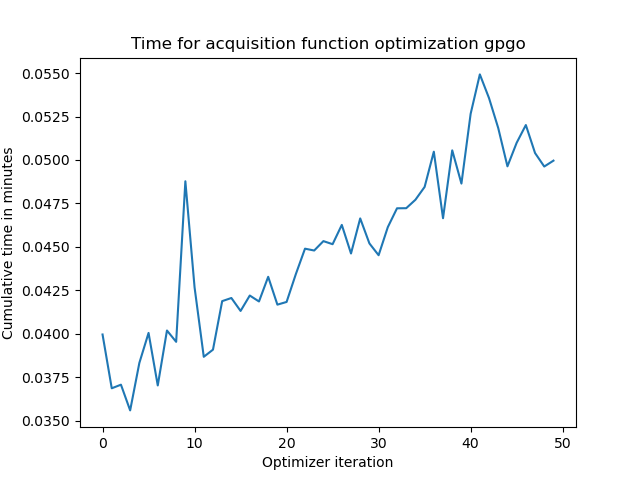 Time for acquisition function optimization gpgo
0.0550
0.0525
0.0500
0.0475
0.0450
0.0425
0.0400
0.0375
0.0350
Cumulative time in minutes
0 10 20 30 40 50
Optimizer iteration